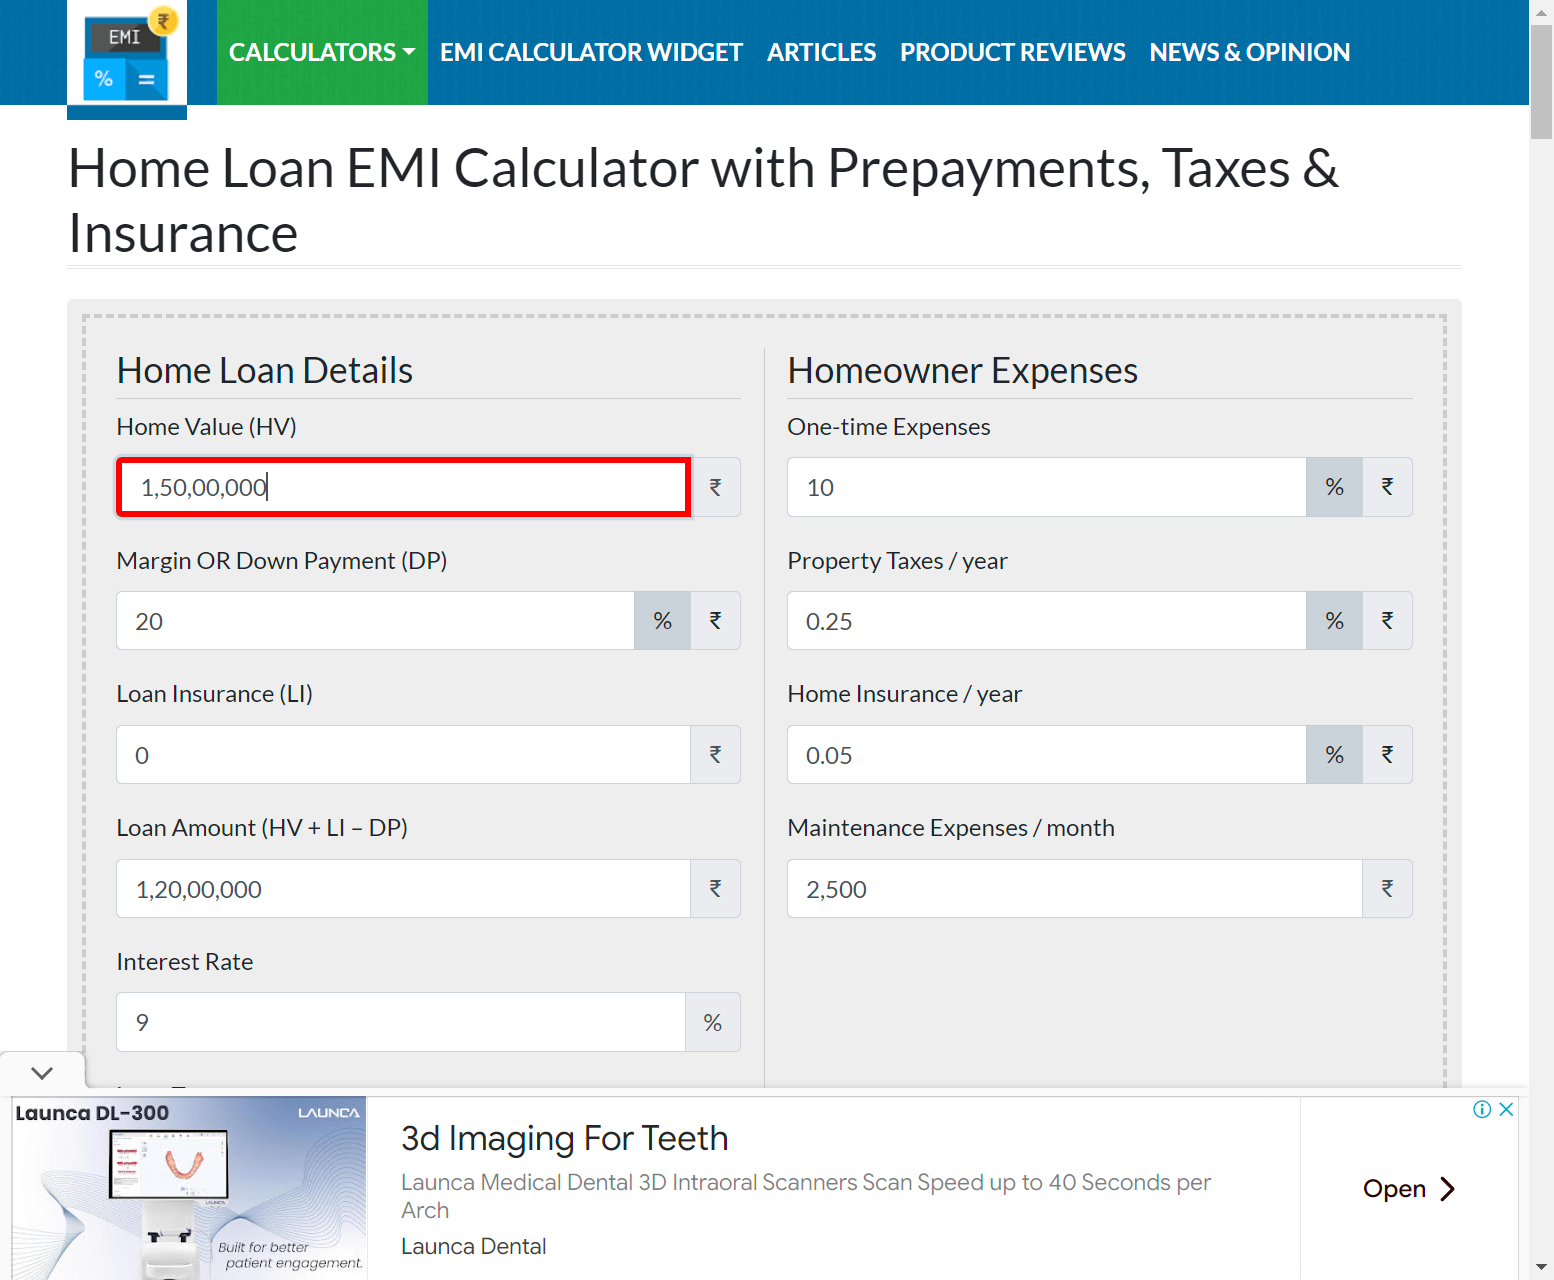 EMI
₹
%
=
CALCULATORS
EMI CALCULATOR WIDGET
ARTICLES
PRODUCT REVIEWS
NEWS & OPINION
Home Loan EMI Calculator with Prepayments, Taxes &
Insurance
Home Loan Details
Home Value (HV)
1,50,00,000 ₹
Margin OR Down Payment (DP)
20 % ₹
Loan Insurance (LI)
0 ₹
Loan Amount (HV + LI – DP)
1,20,00,000 ₹
Interest Rate
9 %
Homeowner Expenses
One-time Expenses
10 % ₹
Property Taxes / year
0.25 % ₹
Home Insurance / year
0.05 % ₹
Maintenance Expenses / month
2,500 ₹
Launca DL-300
LAUNCA
LAUNCA
Built for better
patient engagement.
3d Imaging For Teeth
Launca Medical Dental 3D Intraoral Scanners Scan Speed up to 40 Seconds per
Arch
Launca Dental
Open